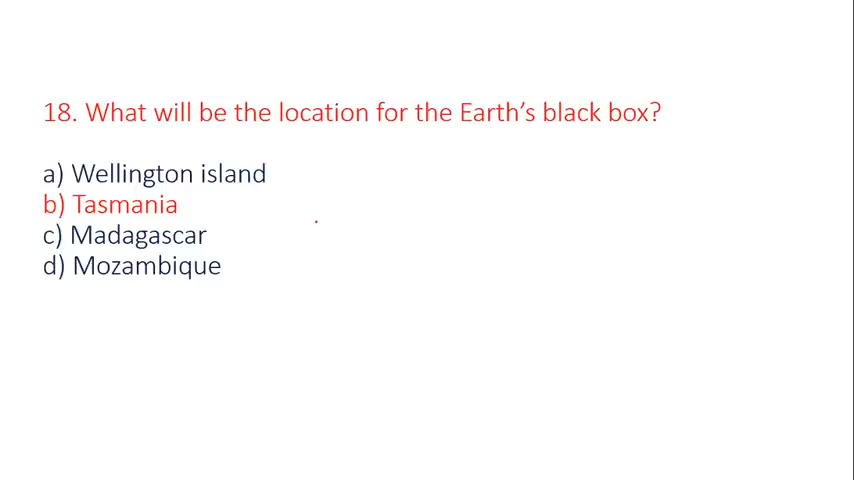 18. What will be the location for the Earth’s black box?
a) Wellington island
b) Tasmania
c) Madagascar
d) Mozambique